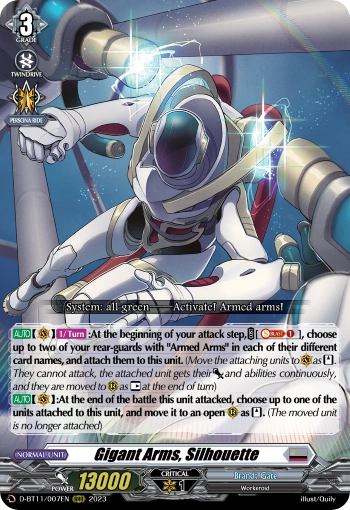 3
GRADE
TWINDRIVE
PERSONA RIDE
System: all green—— Activate! Armed arms!
AUTO [ ] 1/Turn :At the beginning of your attack step, [ BLAST 1 ], choose
up to two of your rear-guards with "Armed Arms" in each of their different
card names, and attach them to this unit. (Move the attaching units to as [ ].
They cannot attack, the attached unit gets their and abilities continuously,
and they are moved to as at the end of turn)
AUTO [ ]:At the end of the battle this unit attacked, choose up to one of the
units attached to this unit, and move it to an open as [ ]. (The moved unit
is no longer attached)
⟨NORMAL UNIT⟩ Gigant Arms, Silhouette
POWER 13000 CRITICAL 1 Brandt Gate
Workeroid
D-BT11/007EN RRR 2023 illust/Quily